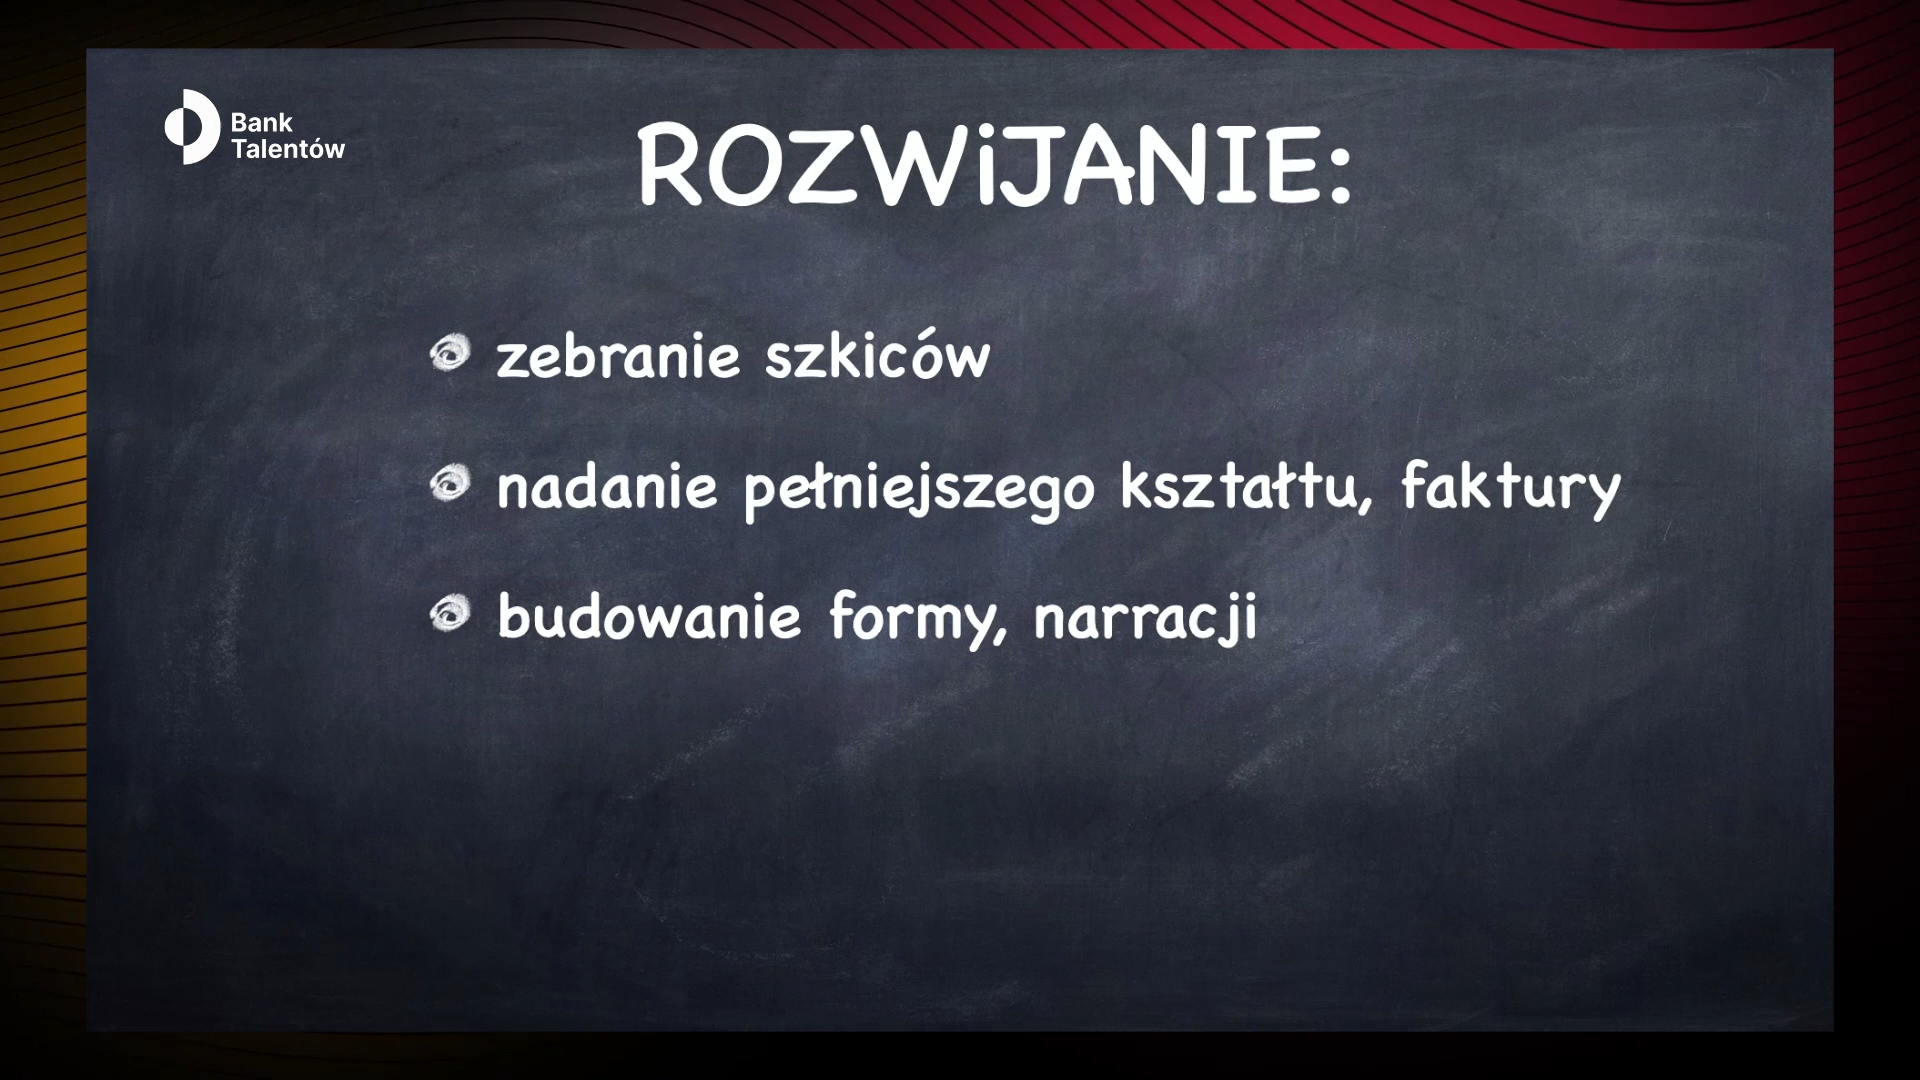 Bank
Talentów
ROZWiJANIE:
zebranie szkiców
nadanie pełniejszego kształtu, faktury
budowanie formy, narracji